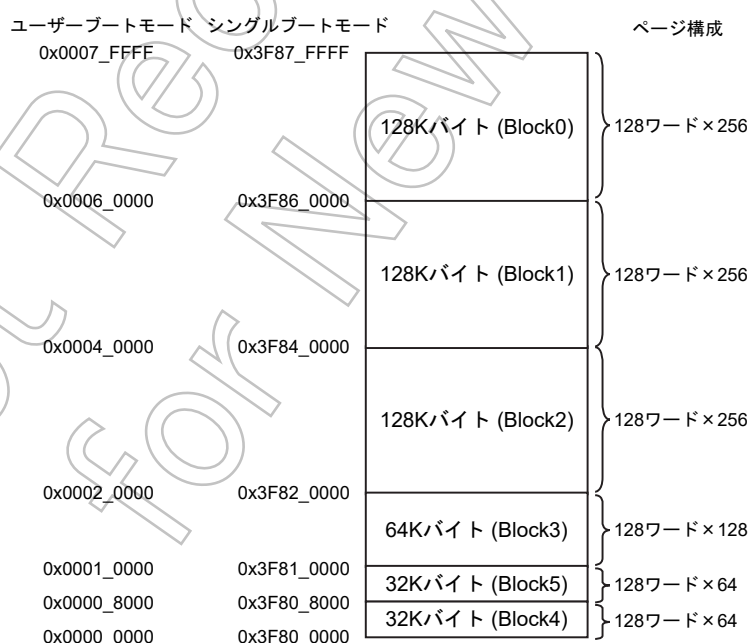 ユーザーブートモード シングルブートモード ページ構成
0x0007_FFFF 0x3F87_FFFF
128Kバイト (Block0) 128ワード×256
0x0006_0000 0x3F86_0000
128Kバイト (Block1) 128ワード×256
0x0004_0000 0x3F84_0000
128Kバイト (Block2) 128ワード×256
0x0002_0000 0x3F82_0000
64Kバイト (Block3) 128ワード×128
0x0001_0000 0x3F81_0000
32Kバイト (Block5) 128ワード×64
0x0000_8000 0x3F80_8000
32Kバイト (Block4) 128ワード×64
0x0000_0000 0x3F80_0000
for New